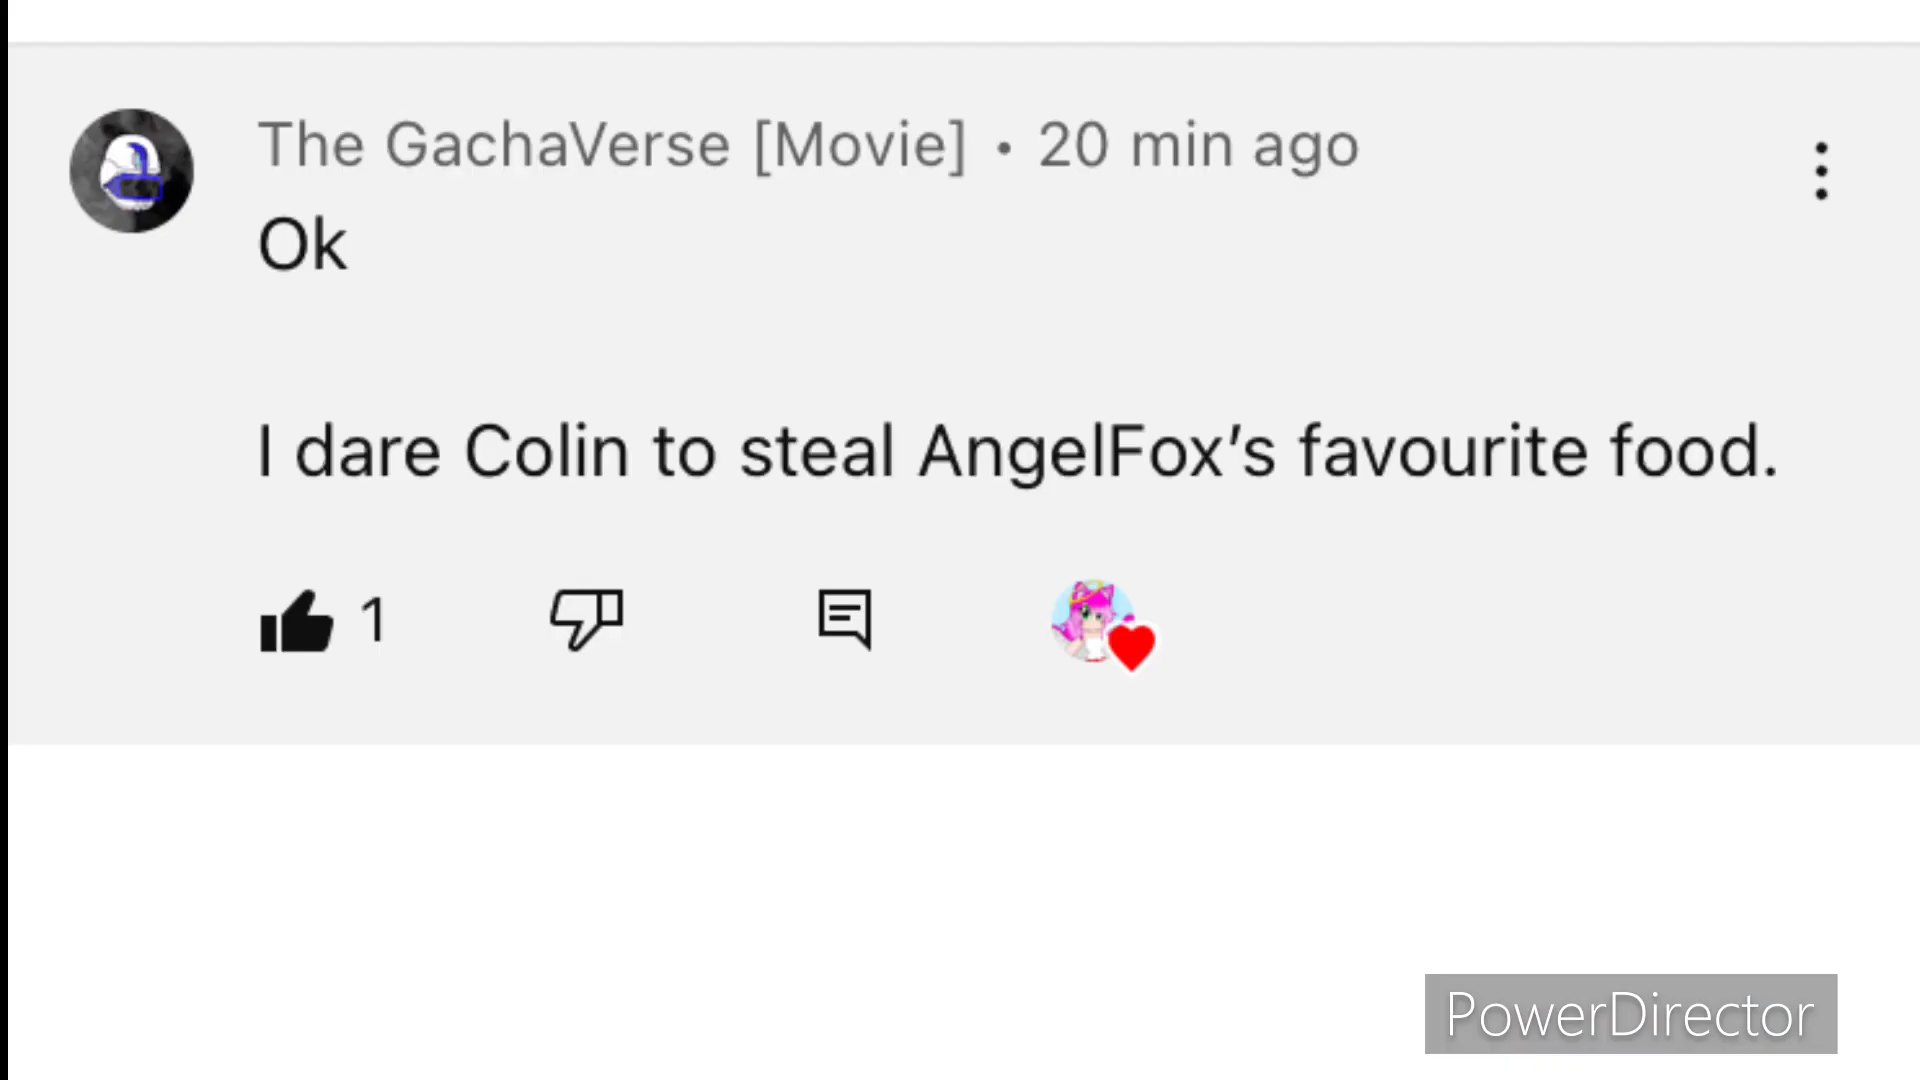 The GachaVerse [Movie] • 20 min ago
Ok
I dare Colin to steal AngelFox’s favourite food.
1
PowerDirector